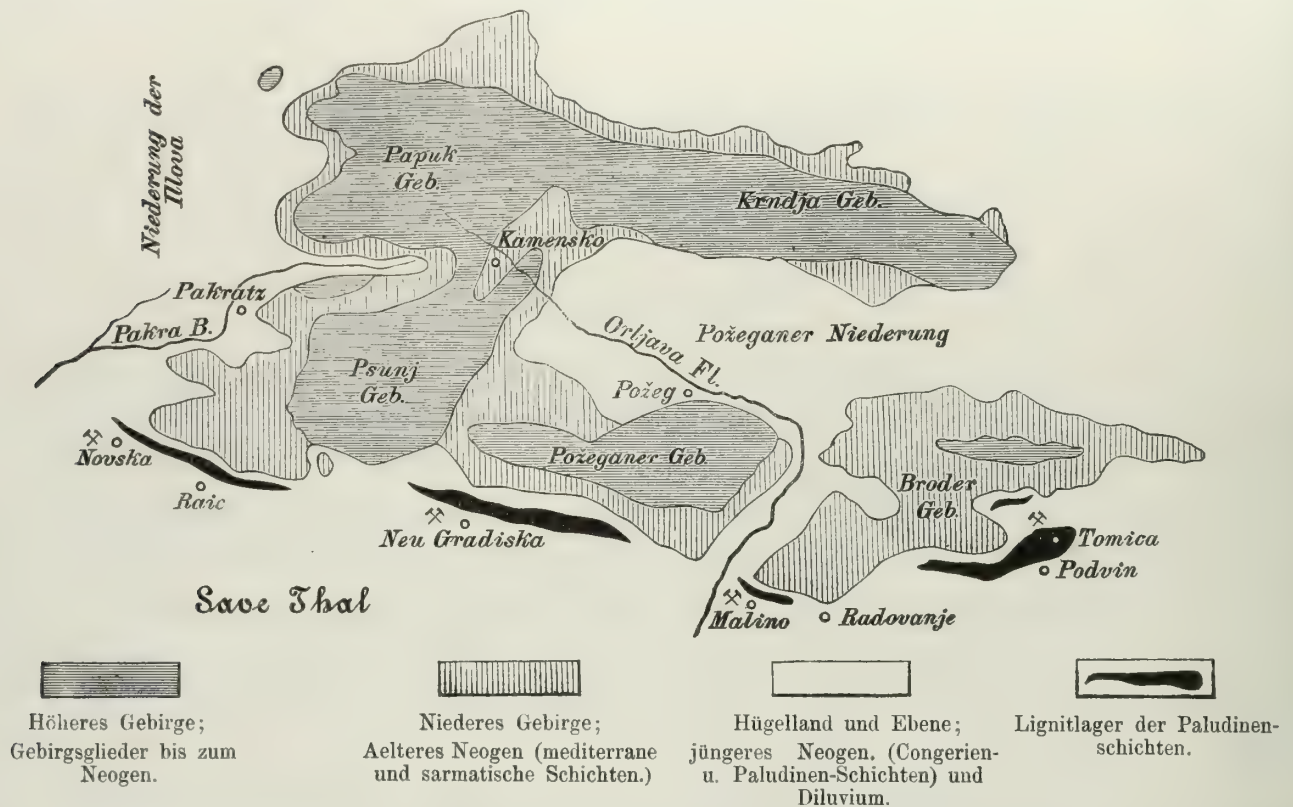 Niederung der
Illova
Papuk
Geb.
Krndja Geb.
Kamensko
Pakratz
Pakra B.
Orljava Fl.
Požeganer Niederung
Psunj
Geb.
Požeg
Novska
Raic
Požeganer Geb.
Broder
Geb.
Neu Gradiska
Tomica
Podvin
Save Thal
Malino
Radovanje
Höheres Gebirge;
Gebirgsglieder bis zum
Neogen.
Niederes Gebirge;
Aelteres Neogen (mediterrane
und sarmatische Schichten.)
Hügelland und Ebene;
jüngeres Neogen. (Congerien-
u. Paludinen-Schichten) und
Diluvium.
Lignitlager der Paludinen-
schichten.